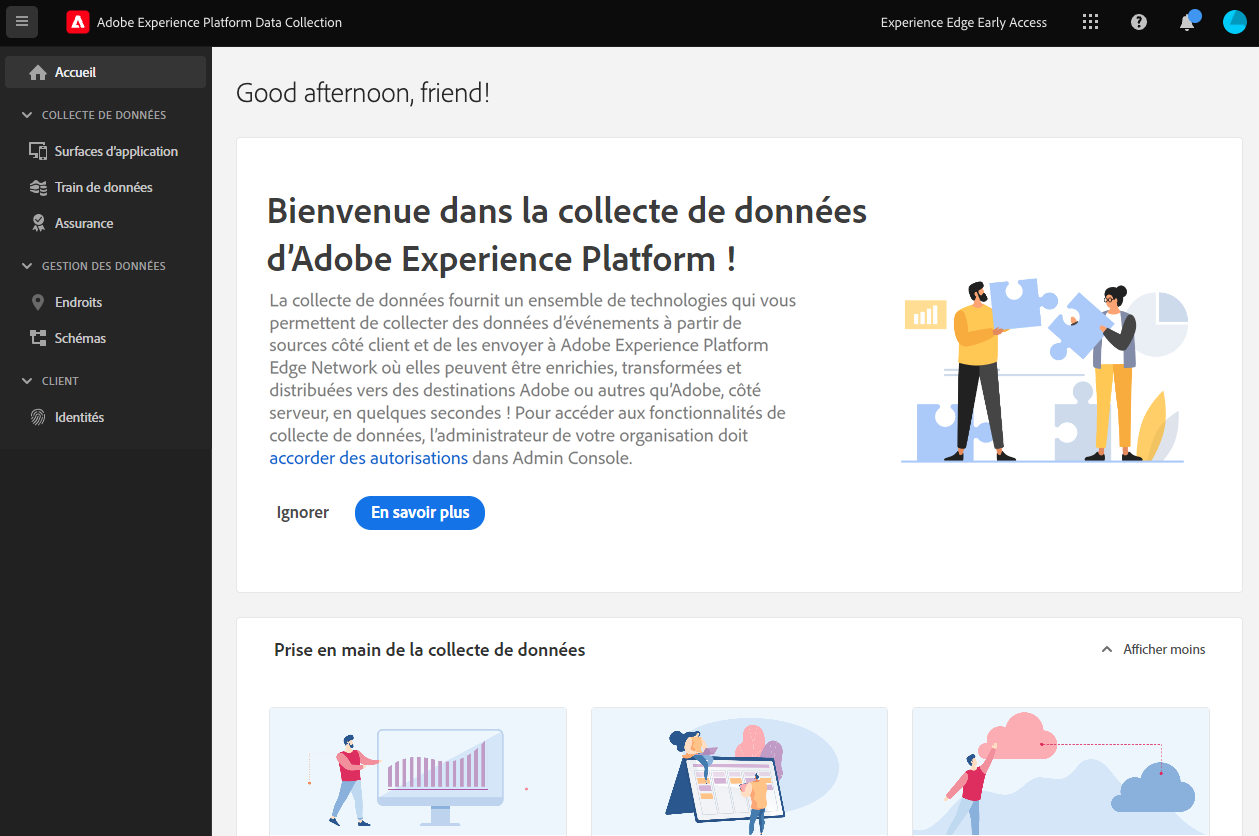 Adobe Experience Platform Data Collection
Experience Edge Early Access
Accueil
COLLECTE DE DONNÉES
Surfaces d’application
Train de données
Assurance
GESTION DES DONNÉES
Endroits
Schémas
CLIENT
Identités
Good afternoon, friend!
Bienvenue dans la collecte de données
d’Adobe Experience Platform !
La collecte de données fournit un ensemble de technologies qui vous
permettent de collecter des données d’événements à partir de
sources côté client et de les envoyer à Adobe Experience Platform
Edge Network où elles peuvent être enrichies, transformées et
distribuées vers des destinations Adobe ou autres qu’Adobe, côté
serveur, en quelques secondes ! Pour accéder aux fonctionnalités de
collecte de données, l’administrateur de votre organisation doit
accorder des autorisations dans Admin Console.
Ignorer
En savoir plus
Prise en main de la collecte de données
Afficher moins